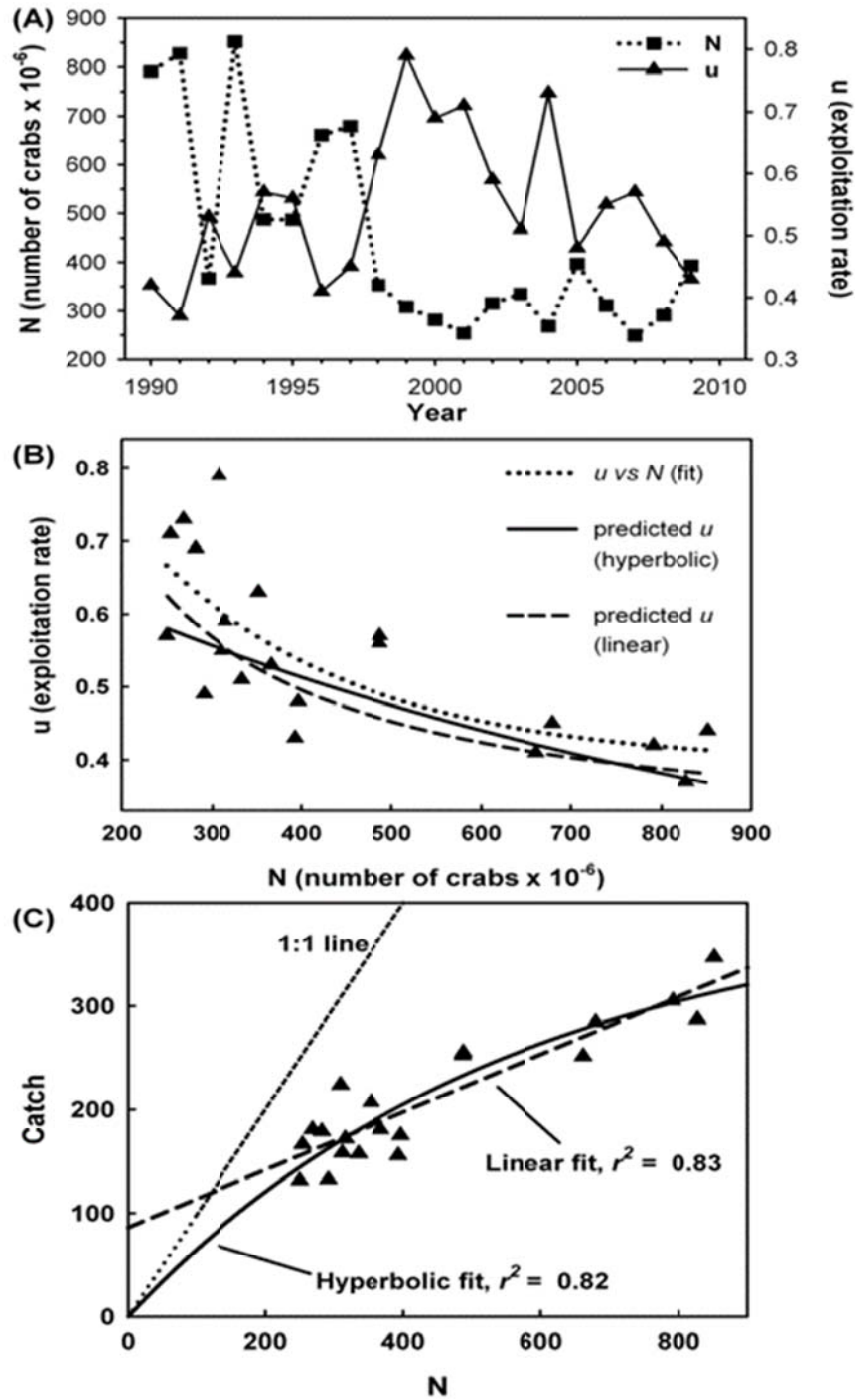 (A)
900
800
700
600
500
400
300
200
N (number of crabs x 10⁻⁶)
N
u
0.8
0.7
0.6
0.5
0.4
0.3
u (exploitation rate)
1990 1995 2000 2005 2010
Year
(B)
0.8
0.7
0.6
0.5
0.4
u (exploitation rate)
u vs N (fit)
predicted u
(hyperbolic)
predicted u
(linear)
200 300 400 500 600 700 800 900
N (number of crabs x 10⁻⁶)
(C)
400
300
200
100
0
Catch
1:1 line
Linear fit, r² = 0.83
Hyperbolic fit, r² = 0.82
0 200 400 600 800
N